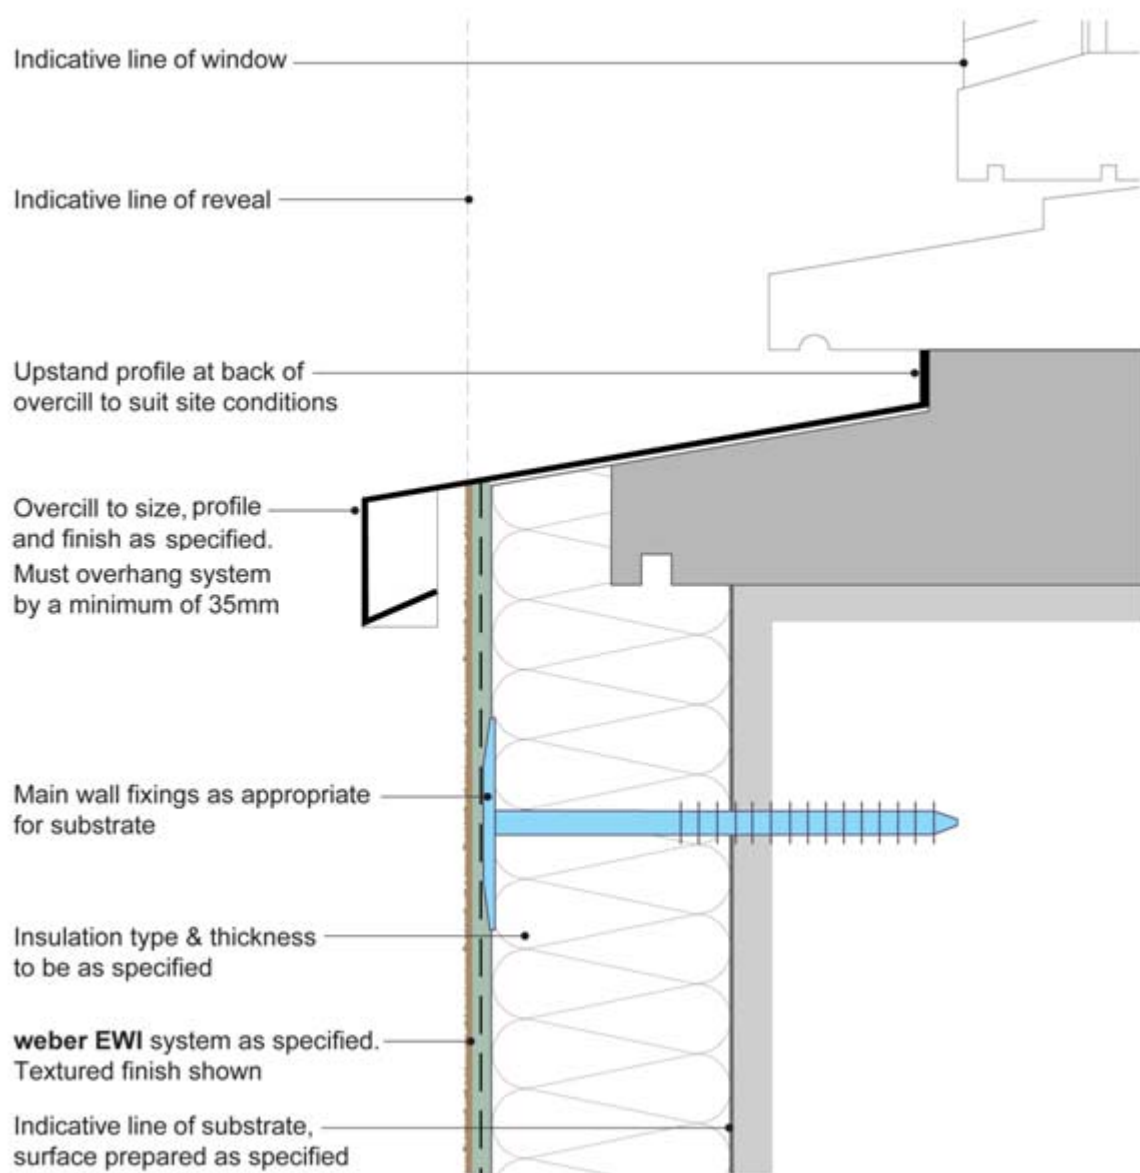 Indicative line of window
Indicative line of reveal
Upstand profile at back of
overcill to suit site conditions
Overcill to size, profile
and finish as specified.
Must overhang system
by a minimum of 35mm
Main wall fixings as appropriate
for substrate
Insulation type & thickness
to be as specified
weber EWI system as specified.
Textured finish shown
Indicative line of substrate,
surface prepared as specified